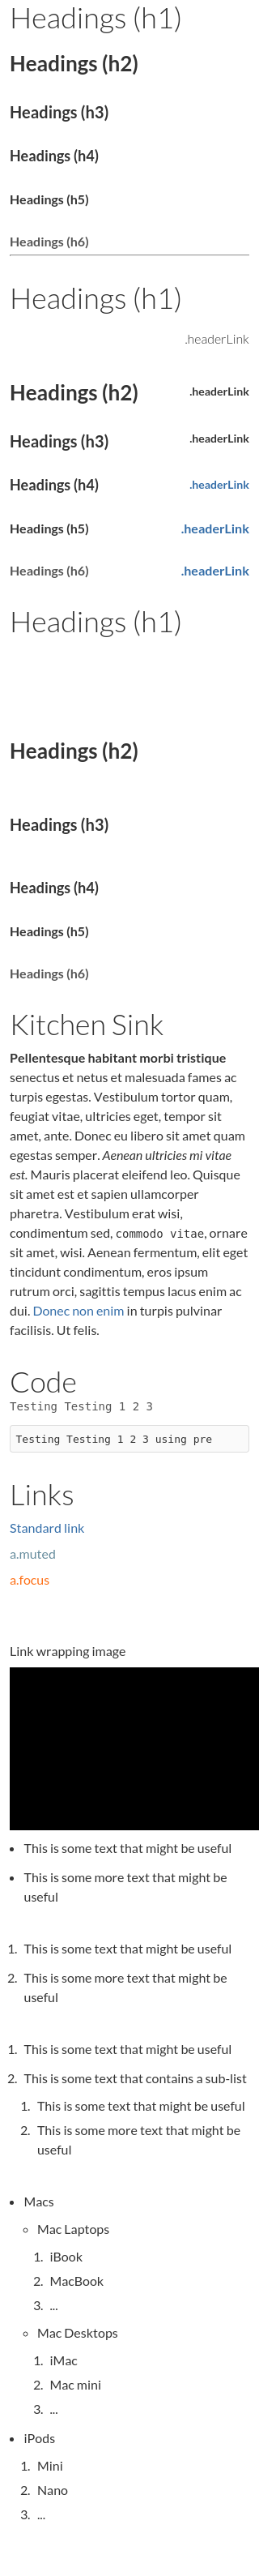 Headings (h1)
Headings (h2)
Headings (h3)
Headings (h4)
Headings (h5)
Headings (h6)
Headings (h1)
.headerLink
Headings (h2) .headerLink
Headings (h3) .headerLink
Headings (h4) .headerLink
Headings (h5) .headerLink
Headings (h6) .headerLink
Headings (h1)
Headings (h2)
Headings (h3)
Headings (h4)
Headings (h5)
Headings (h6)
Kitchen Sink
Pellentesque habitant morbi tristique
senectus et netus et malesuada fames ac
turpis egestas. Vestibulum tortor quam,
feugiat vitae, ultricies eget, tempor sit
amet, ante. Donec eu libero sit amet quam
egestas semper. Aenean ultricies mi vitae
est. Mauris placerat eleifend leo. Quisque
sit amet est et sapien ullamcorper
pharetra. Vestibulum erat wisi,
condimentum sed, commodo vitae, ornare
sit amet, wisi. Aenean fermentum, elit eget
tincidunt condimentum, eros ipsum
rutrum orci, sagittis tempus lacus enim ac
dui. Donec non enim in turpis pulvinar
facilisis. Ut felis.
Code
Testing Testing 1 2 3
Testing Testing 1 2 3 using pre
Links
Standard link
a.muted
a.focus
Link wrapping image
• This is some text that might be useful
• This is some more text that might be
useful
1. This is some text that might be useful
2. This is some more text that might be
useful
1. This is some text that might be useful
2. This is some text that contains a sub-list
1. This is some text that might be useful
2. This is some more text that might be
useful
• Macs
◦ Mac Laptops
1. iBook
2. MacBook
3. ...
◦ Mac Desktops
1. iMac
2. Mac mini
3. ...
• iPods
1. Mini
2. Nano
3. ...